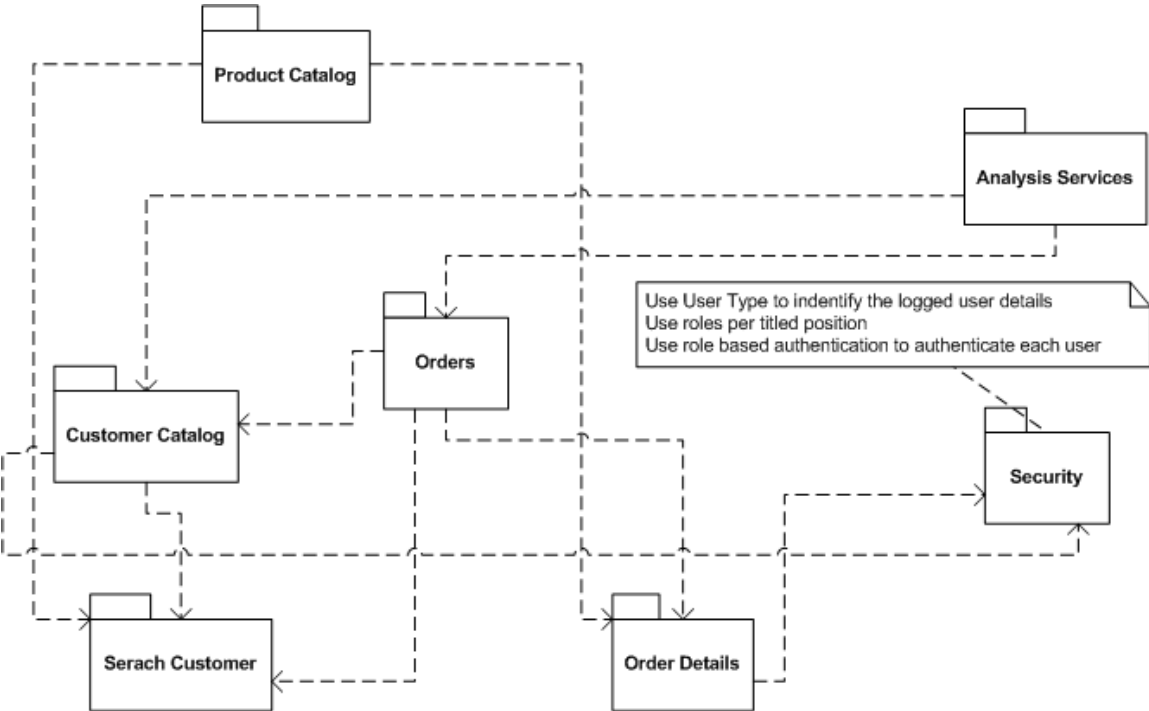 Product Catalog
Analysis Services
Use User Type to indentify the logged user details
Use roles per titled position
Use role based authentication to authenticate each user
Orders
Customer Catalog
Security
Serach Customer
Order Details